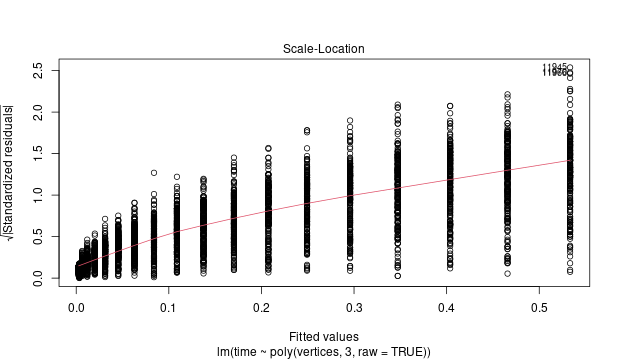 Scale-Location
2.5
2.0
1.5
1.0
0.5
0.0
√|Standardized residuals|
11945
0.0 0.1 0.2 0.3 0.4 0.5
Fitted values
lm(time ~ poly(vertices, 3, raw = TRUE))